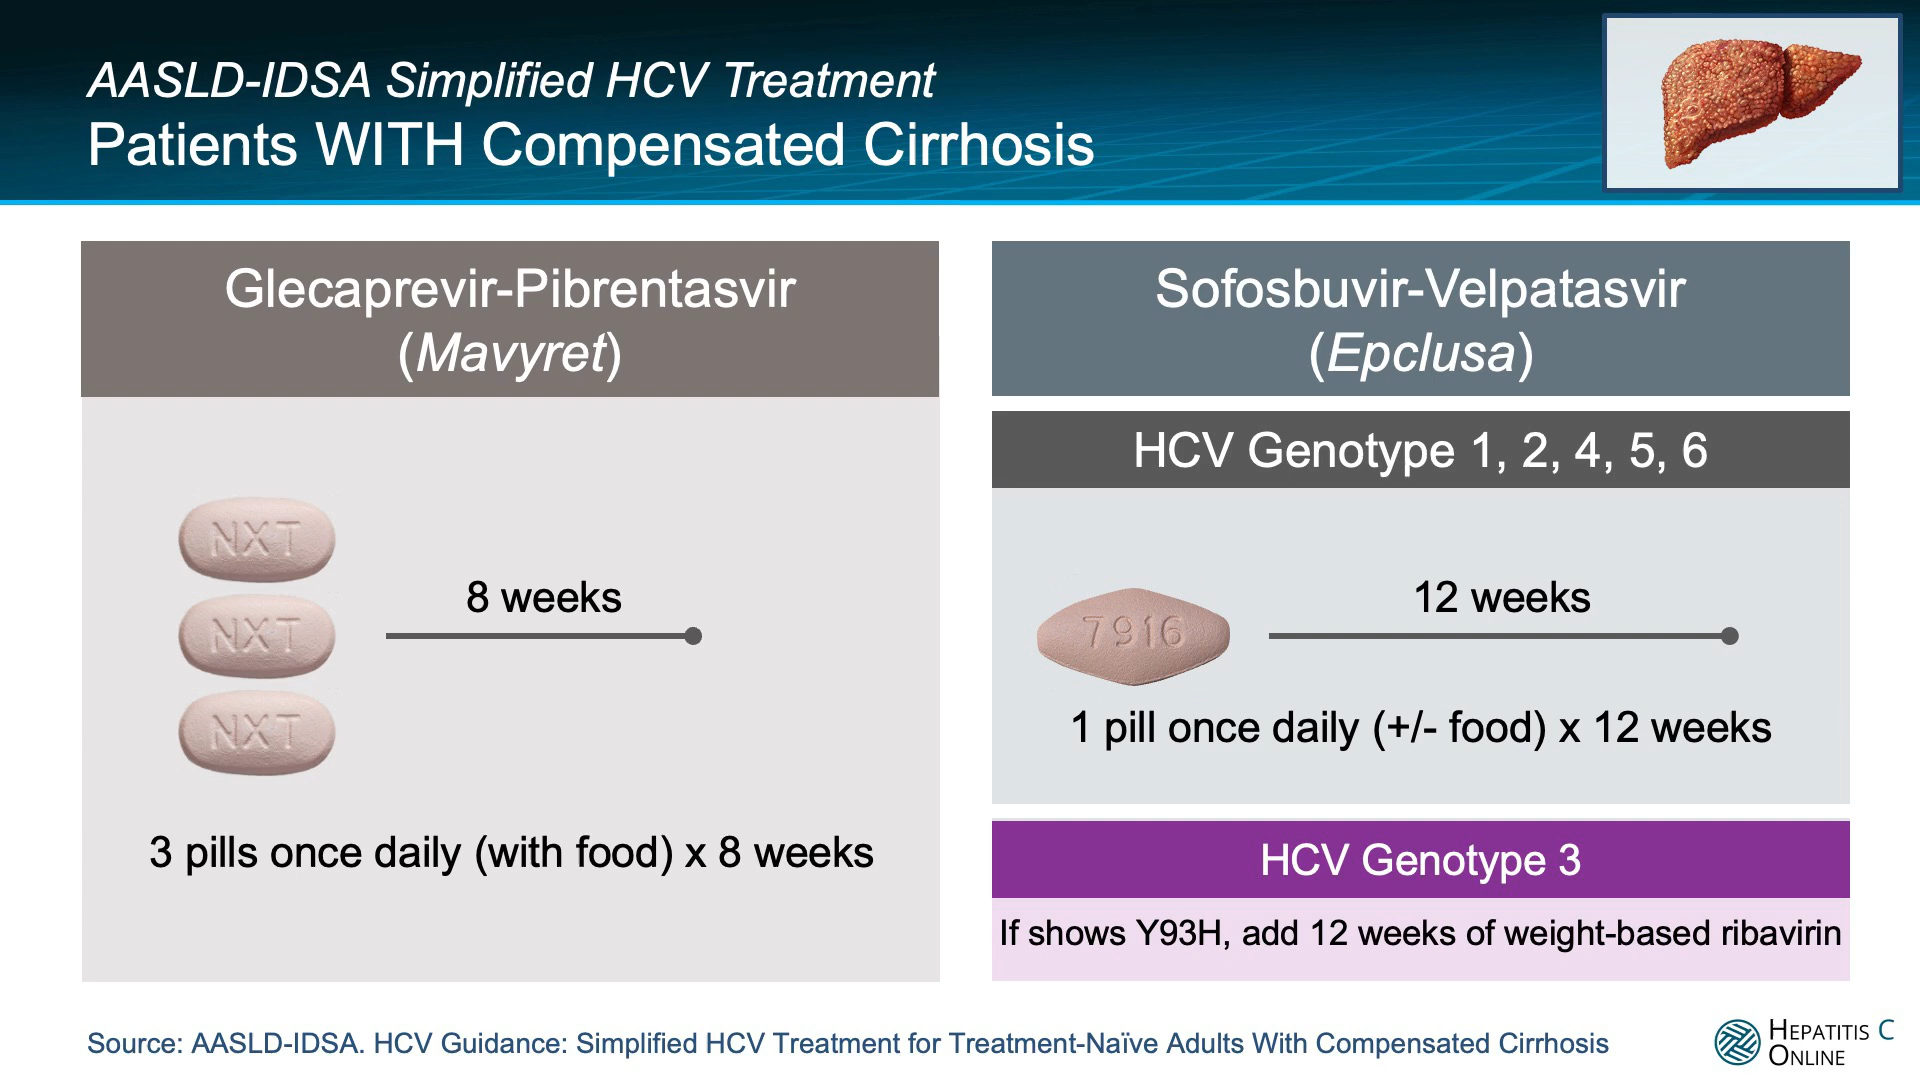 AASLD-IDSA Simplified HCV Treatment
Patients WITH Compensated Cirrhosis
Glecaprevir-Pibrentasvir
(Mavyret)
NXT
NXT
NXT
8 weeks
3 pills once daily (with food) x 8 weeks
Sofosbuvir-Velpatasvir
(Epclusa)
HCV Genotype 1, 2, 4, 5, 6
7916
12 weeks
1 pill once daily (+/- food) x 12 weeks
HCV Genotype 3
If shows Y93H, add 12 weeks of weight-based ribavirin
Source: AASLD-IDSA. HCV Guidance: Simplified HCV Treatment for Treatment-Naïve Adults With Compensated Cirrhosis
HEPATITIS C
ONLINE